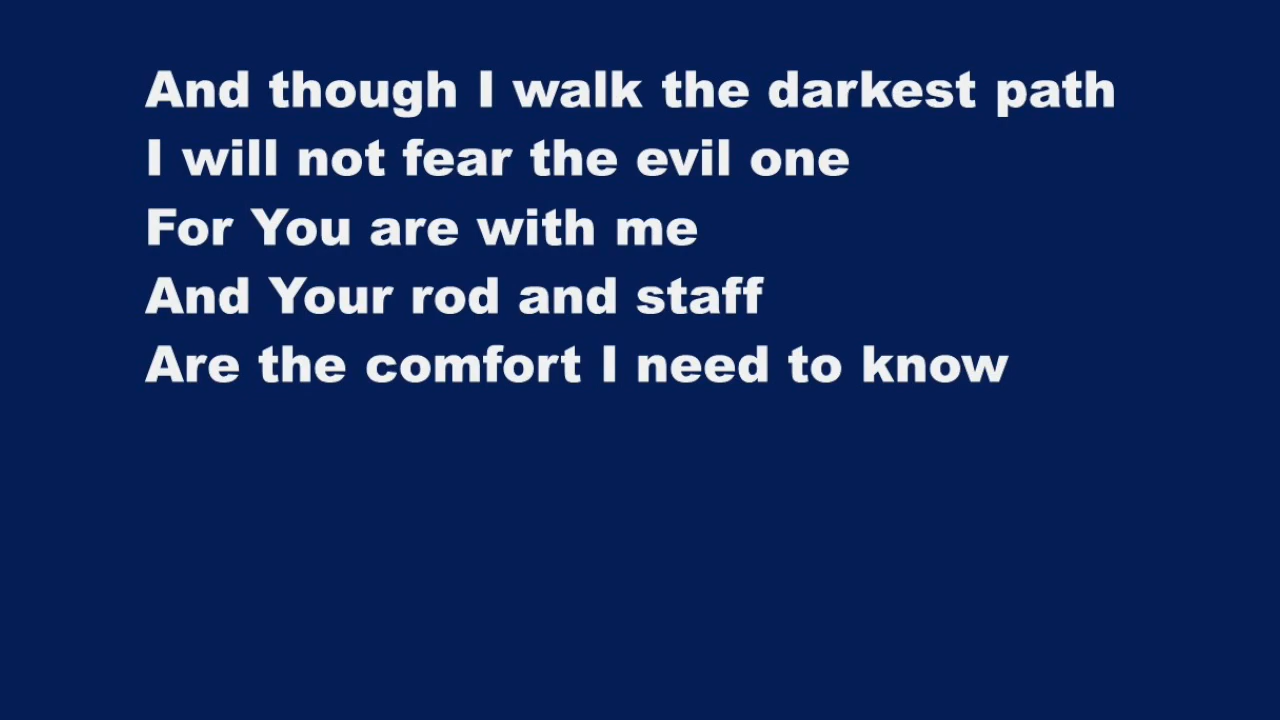 And though I walk the darkest path
I will not fear the evil one
For You are with me
And Your rod and staff
Are the comfort I need to know